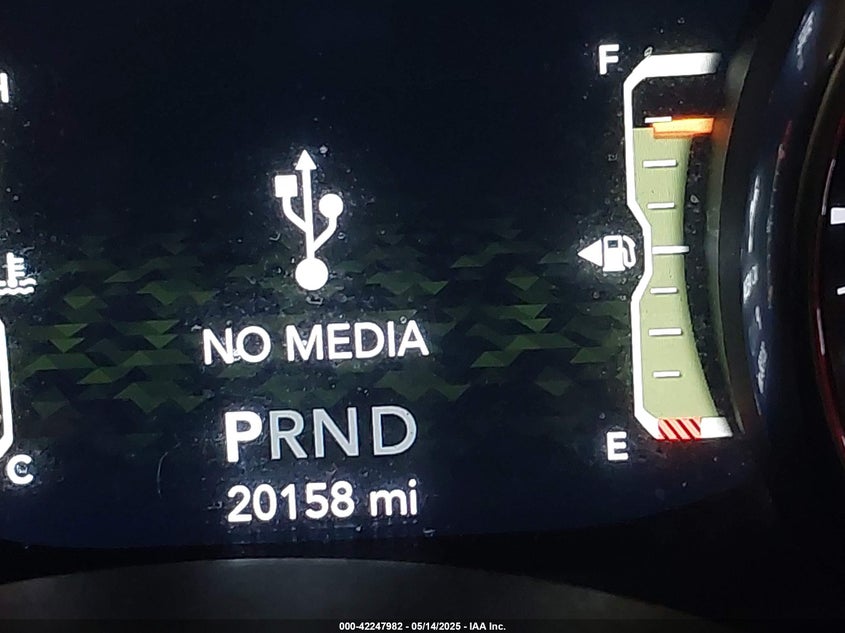 F
H
NO MEDIA
PRND
E
C
20158 mi
000-42247982 - 05/14/2025 - IAA Inc.